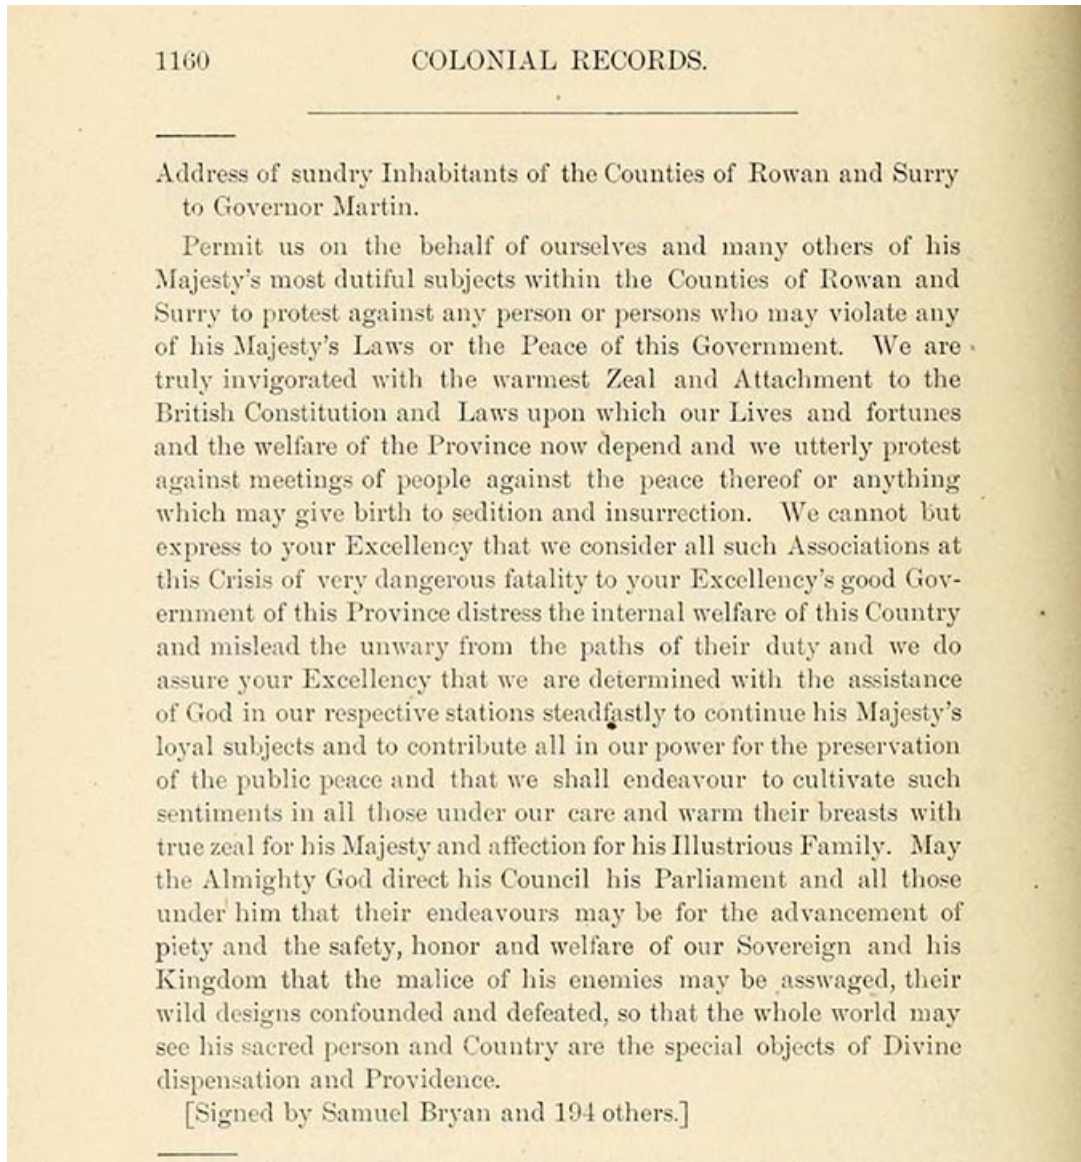 1160 COLONIAL RECORDS.
Address of sundry Inhabitants of the Counties of Rowan and Surry
to Governor Martin.
Permit us on the behalf of ourselves and many others of his
Majesty's most dutiful subjects within the Counties of Rowan and
Surry to protest against any person or persons who may violate any
of his Majesty's Laws or the Peace of this Government. We are
truly invigorated with the warmest Zeal and Attachment to the
British Constitution and Laws upon which our Lives and fortunes
and the welfare of the Province now depend and we utterly protest
against meetings of people against the peace thereof or anything
which may give birth to sedition and insurrection. We cannot but
express to your Excellency that we consider all such Associations at
this Crisis of very dangerous fatality to your Excellency's good Gov-
ernment of this Province distress the internal welfare of this Country
and mislead the unwary from the paths of their duty and we do
assure your Excellency that we are determined with the assistance
of God in our respective stations steadfastly to continue his Majesty's
loyal subjects and to contribute all in our power for the preservation
of the public peace and that we shall endeavour to cultivate such
sentiments in all those under our care and warm their breasts with
true zeal for his Majesty and affection for his Illustrious Family. May
the Almighty God direct his Council his Parliament and all those
under him that their endeavours may be for the advancement of
piety and the safety, honor and welfare of our Sovereign and his
Kingdom that the malice of his enemies may be asswaged, their
wild designs confounded and defeated, so that the whole world may
see his sacred person and Country are the special objects of Divine
dispensation and Providence.
[Signed by Samuel Bryan and 194 others.]